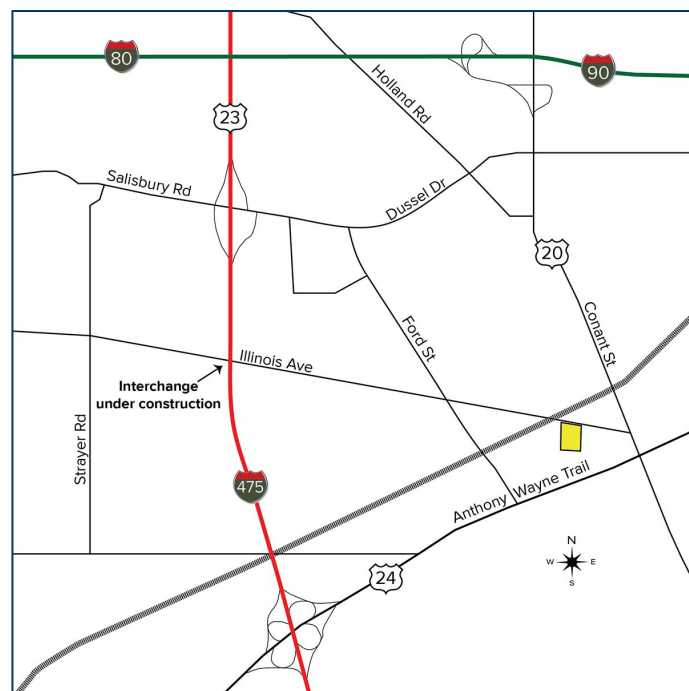 80
90
23
Holland Rd
Salisbury Rd
Dussel Dr
20
Conant St
Ford St
Illinois Ave
Interchange
under construction
Strayer Rd
475
Anthony Wayne Trail
24
N
W E
S